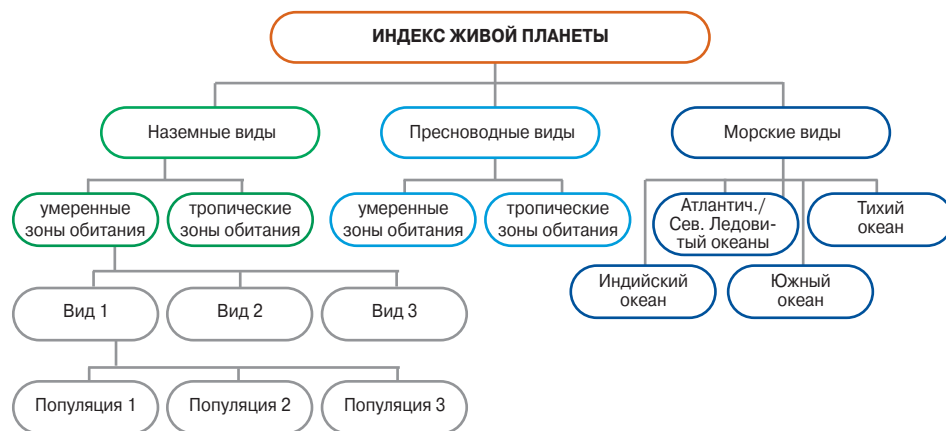 ИНДЕКС ЖИВОЙ ПЛАНЕТЫ
Наземные виды
Пресноводные виды
Морские виды
умеренные
зоны обитания
тропические
зоны обитания
умеренные
зоны обитания
тропические
зоны обитания
Атлантич./
Сев. Ледови-
тый океаны
Тихий
океан
Индийский
океан
Южный
океан
Вид 1
Вид 2
Вид 3
Популяция 1
Популяция 2
Популяция 3